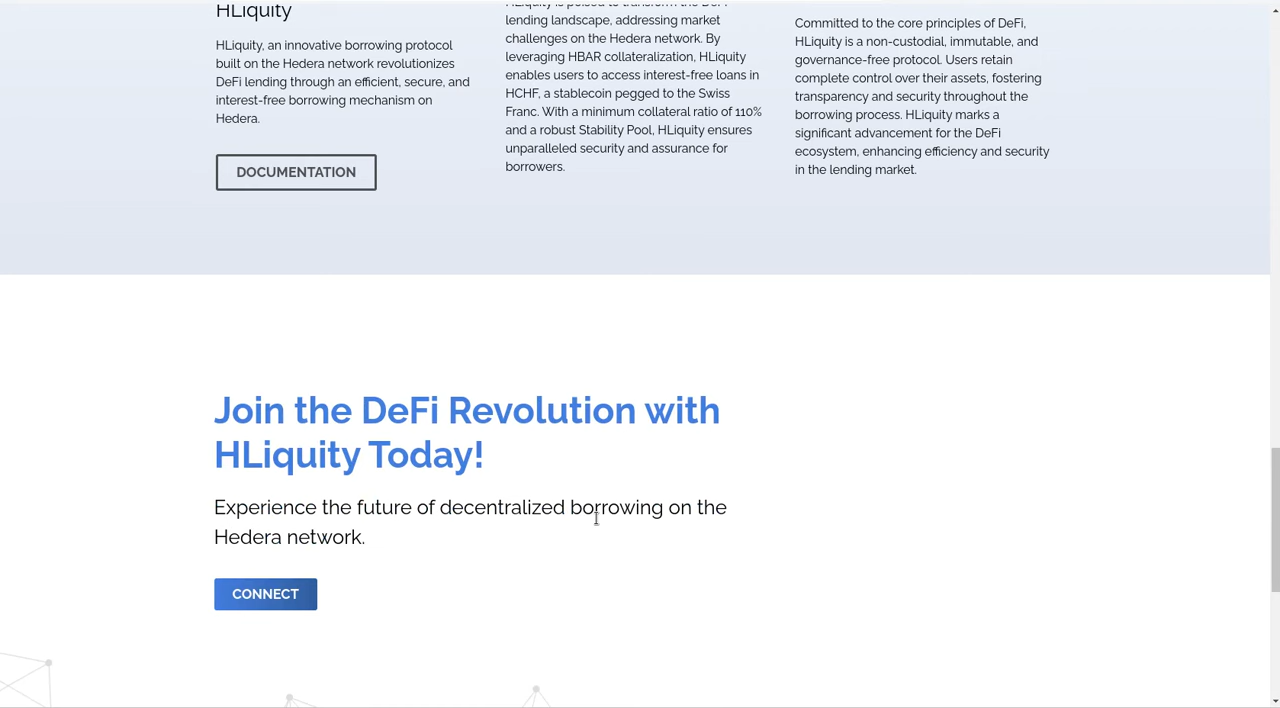 HLiquity
HLiquity, an innovative borrowing protocol
built on the Hedera network revolutionizes
DeFi lending through an efficient, secure, and
interest-free borrowing mechanism on
Hedera.
DOCUMENTATION
HLiquity is poised to transform the DeFi
lending landscape, addressing market
challenges on the Hedera network. By
leveraging HBAR collateralization, HLiquity
enables users to access interest-free loans in
HCHF, a stablecoin pegged to the Swiss
Franc. With a minimum collateral ratio of 110%
and a robust Stability Pool, HLiquity ensures
unparalleled security and assurance for
borrowers.
Committed to the core principles of DeFi,
HLiquity is a non-custodial, immutable, and
governance-free protocol. Users retain
complete control over their assets, fostering
transparency and security throughout the
borrowing process. HLiquity marks a
significant advancement for the DeFi
ecosystem, enhancing efficiency and security
in the lending market.
Join the DeFi Revolution with
HLiquity Today!
Experience the future of decentralized borrowing on the
Hedera network.
CONNECT